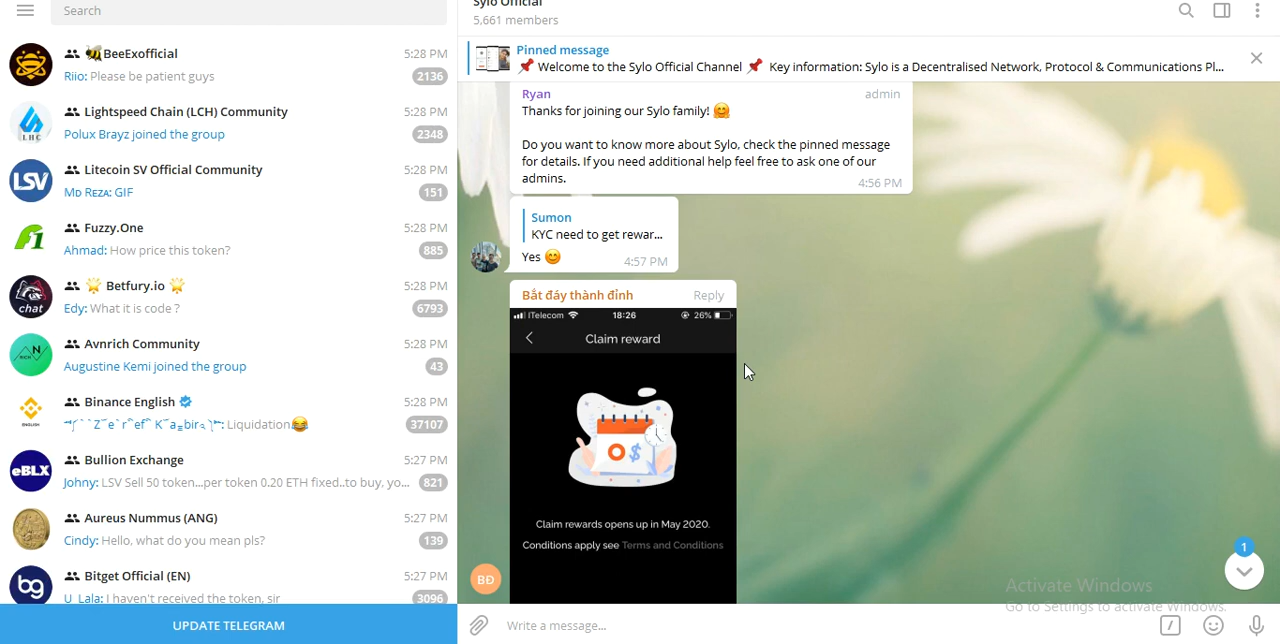 Search
BeeExofficial
5:28 PM
Riio: Please be patient guys
2136
LHC
Lightspeed Chain (LCH) Community
5:28 PM
Polux Brayz joined the group
2348
LSV
Litecoin SV Official Community
5:28 PM
MD REZA: GIF
151
Fuzzy.One
5:28 PM
Ahmad: How price this token?
885
chat
Betfury.io
5:28 PM
Edy: What it is code ?
6793
Avnrich Community
5:28 PM
Augustine Kemi joined the group
43
ENGLISH
Binance English
5:28 PM
Liquidation
37107
eBLX
Bullion Exchange
5:27 PM
Johny: LSV Sell 50 token...per token 0.20 ETH fixed..to buy, yo...
821
Aureus Nummus (ANG)
5:27 PM
Cindy: Hello, what do you mean pls?
139
bg
Bitget Official (EN)
5:27 PM
U_Lala: I haven't received the token, sir
3096
UPDATE TELEGRAM
Sylo Official
5,661 members
Pinned message
📌 Welcome to the Sylo Official Channel 📌 Key information: Sylo is a Decentralised Network, Protocol & Communications Pl...
Ryan
admin
Thanks for joining our Sylo family! 🤗
Do you want to know more about Sylo, check the pinned message
for details. If you need additional help feel free to ask one of our
admins.
4:56 PM
Sumon
KYC need to get rewar...
Yes 😊
4:57 PM
Bắt đáy thành đỉnh
Reply
ITelecom
18:26
26%
Claim reward
Claim rewards opens up in May 2020.
Conditions apply see Terms and Conditions
BĐ
1
Activate Windows
Go to Settings to activate Windows.
Write a message...